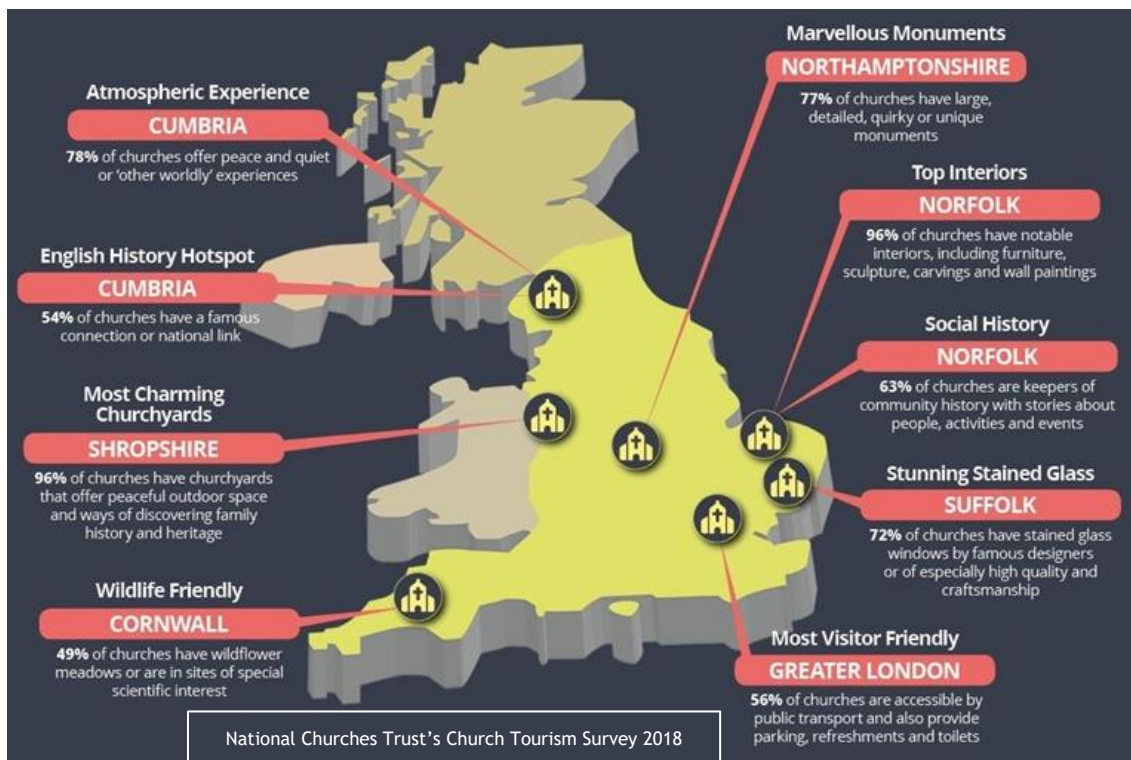 Atmospheric Experience
CUMBRIA
78% of churches offer peace and quiet
or ‘other worldly’ experiences
English History Hotspot
CUMBRIA
54% of churches have a famous
connection or national link
Most Charming
Churchyards
SHROPSHIRE
96% of churches have churchyards
that offer peaceful outdoor space
and ways of discovering family
history and heritage
Wildlife Friendly
CORNWALL
49% of churches have wildflower
meadows or are in sites of special
scientific interest
Marvellous Monuments
NORTHAMPTONSHIRE
77% of churches have large,
detailed, quirky or unique
monuments
Top Interiors
NORFOLK
96% of churches have notable
interiors, including furniture,
sculpture, carvings and wall paintings
Social History
NORFOLK
63% of churches are keepers of
community history with stories about
people, activities and events
Stunning Stained Glass
SUFFOLK
72% of churches have stained glass
windows by famous designers
or of especially high quality and
craftsmanship
Most Visitor Friendly
GREATER LONDON
56% of churches are accessible by
public transport and also provide
parking, refreshments and toilets
National Churches Trust’s Church Tourism Survey 2018